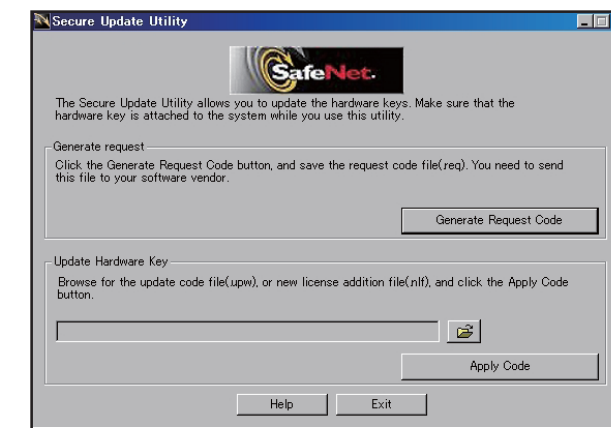 Secure Update Utility
SafeNet.
The Secure Update Utility allows you to update the hardware keys. Make sure that the
hardware key is attached to the system while you use this utility.
Generate request
Click the Generate Request Code button, and save the request code file(.req). You need to send
this file to your software vendor.
Generate Request Code
Update Hardware Key
Browse for the update code file(.upw), or new license addition file(.nlf), and click the Apply Code
button.
Apply Code
Help Exit